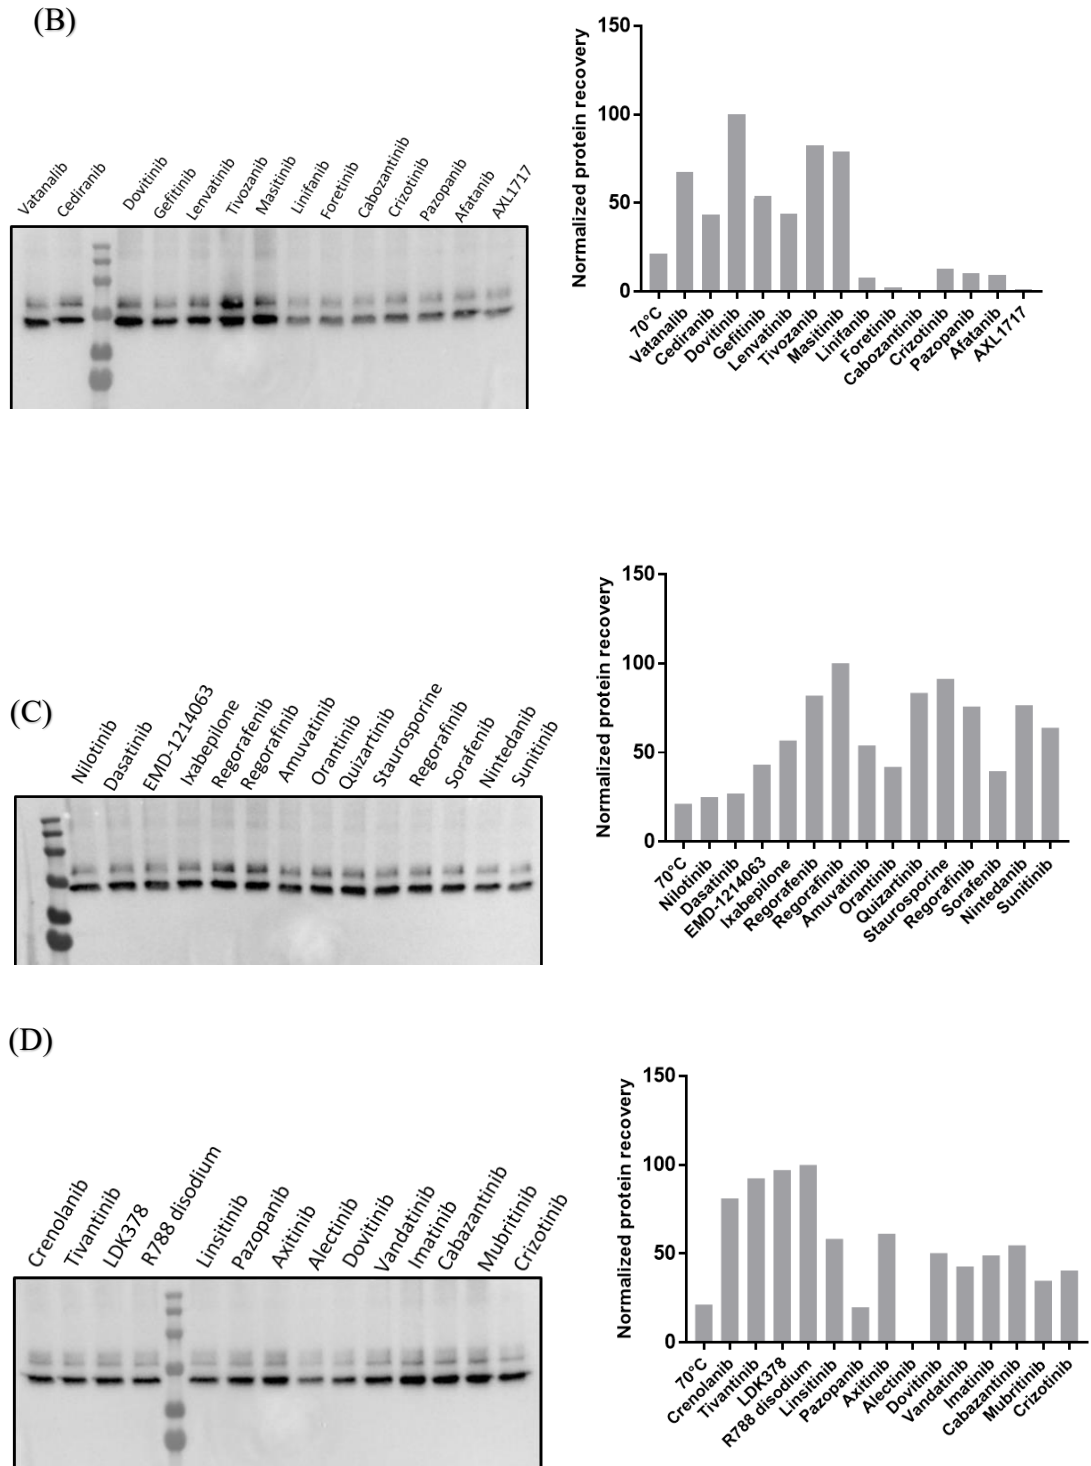 (B)
Vatanalib
Cediranib
Dovitinib
Gefitinib
Lenvatinib
Tivozanib
Masitinib
Linifanib
Foretinib
Cabozantinib
Crizotinib
Pazopanib
Afatanib
AXL1717
Normalized protein recovery
150
100
50
0
70°C
Vatanalib
Cediranib
Dovitinib
Gefitinib
Lenvatinib
Tivozanib
Masitinib
Linifanib
Foretinib
Cabozantinib
Crizotinib
Pazopanib
Afatanib
AXL1717
(C)
Nilotinib
Dasatinib
EMD-1214063
Ixabepilone
Regorafenib
Regorafinib
Amuvatinib
Orantinib
Quizartinib
Staurosporine
Regorafinib
Sorafenib
Nintedanib
Sunitinib
Normalized protein recovery
150
100
50
0
70°C
Nilotinib
Dasatinib
EMD-1214063
Ixabepilone
Regorafenib
Regorafinib
Amuvatinib
Orantinib
Quizartinib
Staurosporine
Regorafinib
Sorafenib
Nintedanib
Sunitinib
(D)
Crenolanib
Tivantinib
LDK378
R788 disodium
Linsitinib
Pazopanib
Axitinib
Alectinib
Dovitinib
Vandatinib
Imatinib
Cabazantinib
Mubritinib
Crizotinib
Normalized protein recovery
150
100
50
0
70°C
Crenolanib
Tivantinib
LDK378
R788 disodium
Linsitinib
Pazopanib
Axitinib
Alectinib
Dovitinib
Vandatinib
Imatinib
Cabazantinib
Mubritinib
Crizotinib